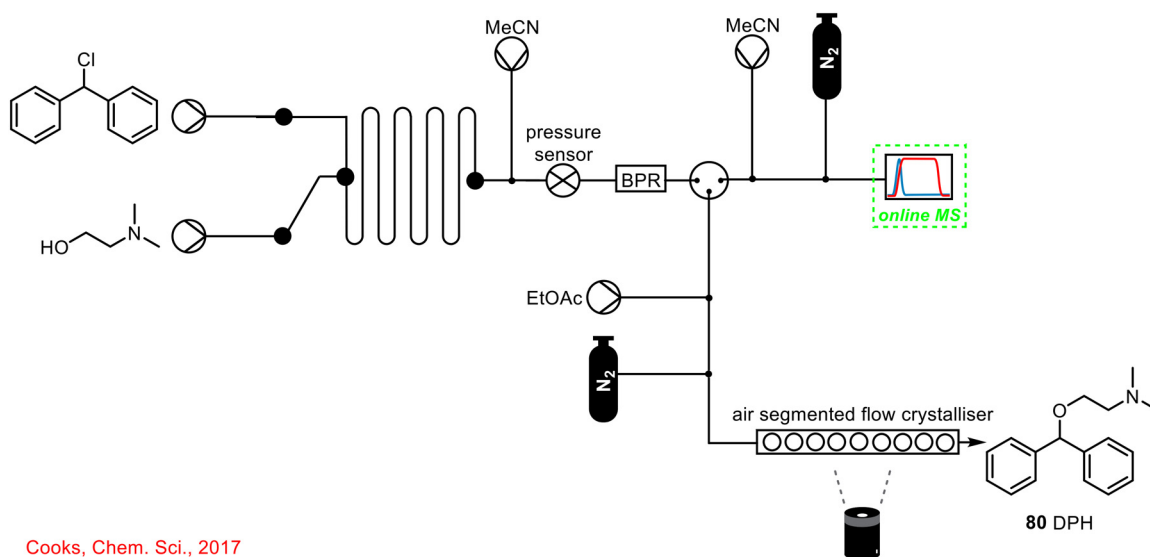 MeCN
MeCN
N2
Cl
pressure
sensor
BPR
online MS
HO
N
EtOAc
N2
air segmented flow crystalliser
N
O
80 DPH
Cooks, Chem. Sci., 2017